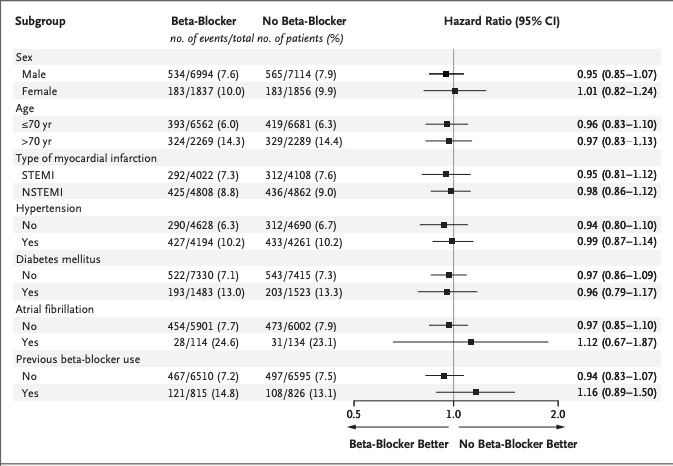 Subgroup Beta-Blocker No Beta-Blocker Hazard Ratio (95% CI)
no. of events/total no. of patients (%)
Sex
Male 534/6994 (7.6) 565/7114 (7.9) 0.95 (0.85–1.07)
Female 183/1837 (10.0) 183/1856 (9.9) 1.01 (0.82–1.24)
Age
≤70 yr 393/6562 (6.0) 419/6681 (6.3) 0.96 (0.83–1.10)
>70 yr 324/2269 (14.3) 329/2289 (14.4) 0.97 (0.83–1.13)
Type of myocardial infarction
STEMI 292/4022 (7.3) 312/4108 (7.6) 0.95 (0.81–1.12)
NSTEMI 425/4808 (8.8) 436/4862 (9.0) 0.98 (0.86–1.12)
Hypertension
No 290/4628 (6.3) 312/4690 (6.7) 0.94 (0.80–1.10)
Yes 427/4194 (10.2) 433/4261 (10.2) 0.99 (0.87–1.14)
Diabetes mellitus
No 522/7330 (7.1) 543/7415 (7.3) 0.97 (0.86–1.09)
Yes 193/1483 (13.0) 203/1523 (13.3) 0.96 (0.79–1.17)
Atrial fibrillation
No 454/5901 (7.7) 473/6002 (7.9) 0.97 (0.85–1.10)
Yes 28/114 (24.6) 31/134 (23.1) 1.12 (0.67–1.87)
Previous beta-blocker use
No 467/6510 (7.2) 497/6595 (7.5) 0.94 (0.83–1.07)
Yes 121/815 (14.8) 108/826 (13.1) 1.16 (0.89–1.50)
0.5 1.0 2.0
Beta-Blocker Better No Beta-Blocker Better